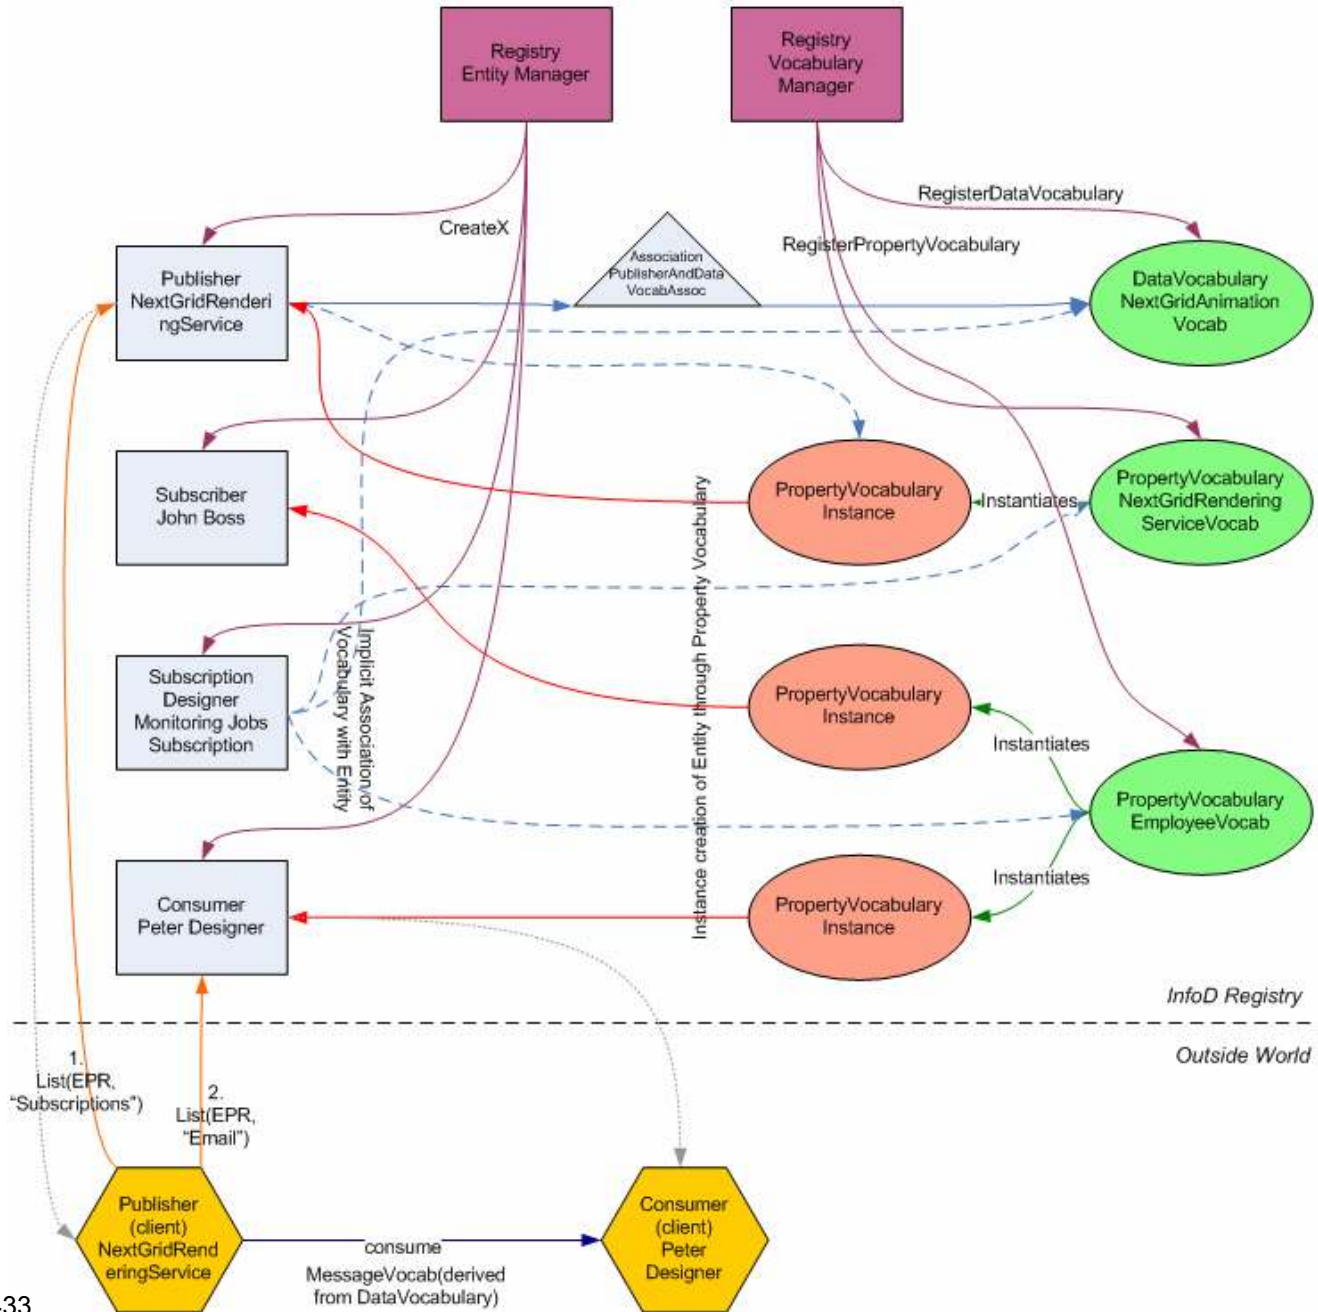 Registry
Entity Manager
Registry
Vocabulary
Manager
RegisterDataVocabulary
CreateX
RegisterPropertyVocabulary
Publisher
NextGridRenderi
ngService
Association
PublisherAndData
VocabAssoc
DataVocabulary
NextGridAnimation
Vocab
Subscriber
John Boss
PropertyVocabulary
Instance
Instantiates
PropertyVocabulary
NextGridRendering
ServiceVocab
Instance creation of Entity through Property Vocabulary
Implicit Association of
Vocabulary with Entity
Subscription
Designer
Monitoring Jobs
Subscription
PropertyVocabulary
Instance
Instantiates
PropertyVocabulary
EmployeeVocab
Instantiates
Consumer
Peter Designer
PropertyVocabulary
Instance
InfoD Registry
Outside World
1.
List(EPR,
"Subscriptions")
2.
List(EPR,
"Email")
Publisher
(client)
NextGridRend
eringService
consume
MessageVocab(derived
from DataVocabulary)
Consumer
(client)
Peter
Designer